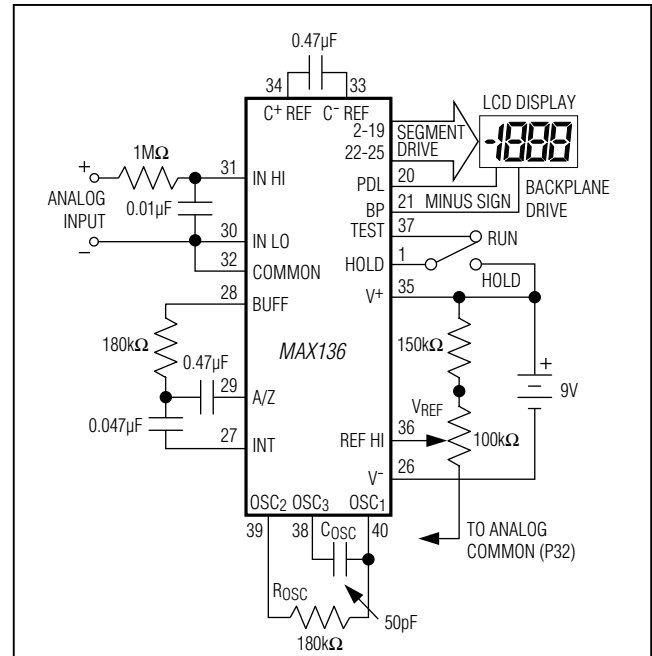 0.47µF
34
33
C+ REF
C- REF
LCD DISPLAY
2-19
SEGMENT
22-25
DRIVE
-1888
1MΩ
+
ANALOG
INPUT
–
0.01µF
31
IN HI
30
IN LO
32
COMMON
28
BUFF
PDL
20
BP
21
MINUS SIGN
BACKPLANE
DRIVE
TEST
37
RUN
HOLD
1
HOLD
V+
35
180kΩ
0.47µF
29
A/Z
0.047µF
27
INT
MAX136
150kΩ
+
–
9V
VREF
REF HI
36
100kΩ
V-
26
OSC2
OSC3
OSC1
39
38
COSC
40
TO ANALOG
COMMON (P32)
ROSC
50pF
180kΩ